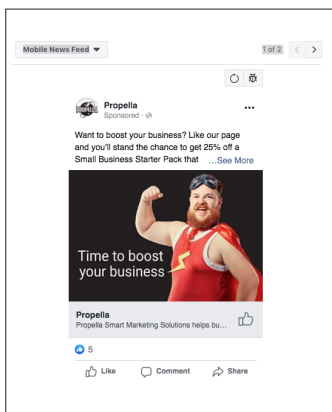 Mobile News Feed
1 of 2
Propella
Sponsored ·
Want to boost your business? Like our page
and you'll stand the chance to get 25% off a
Small Business Starter Pack that ...See More
Time to boost
your business
Propella
Propella Smart Marketing Solutions helps bu...
5
Like Comment Share